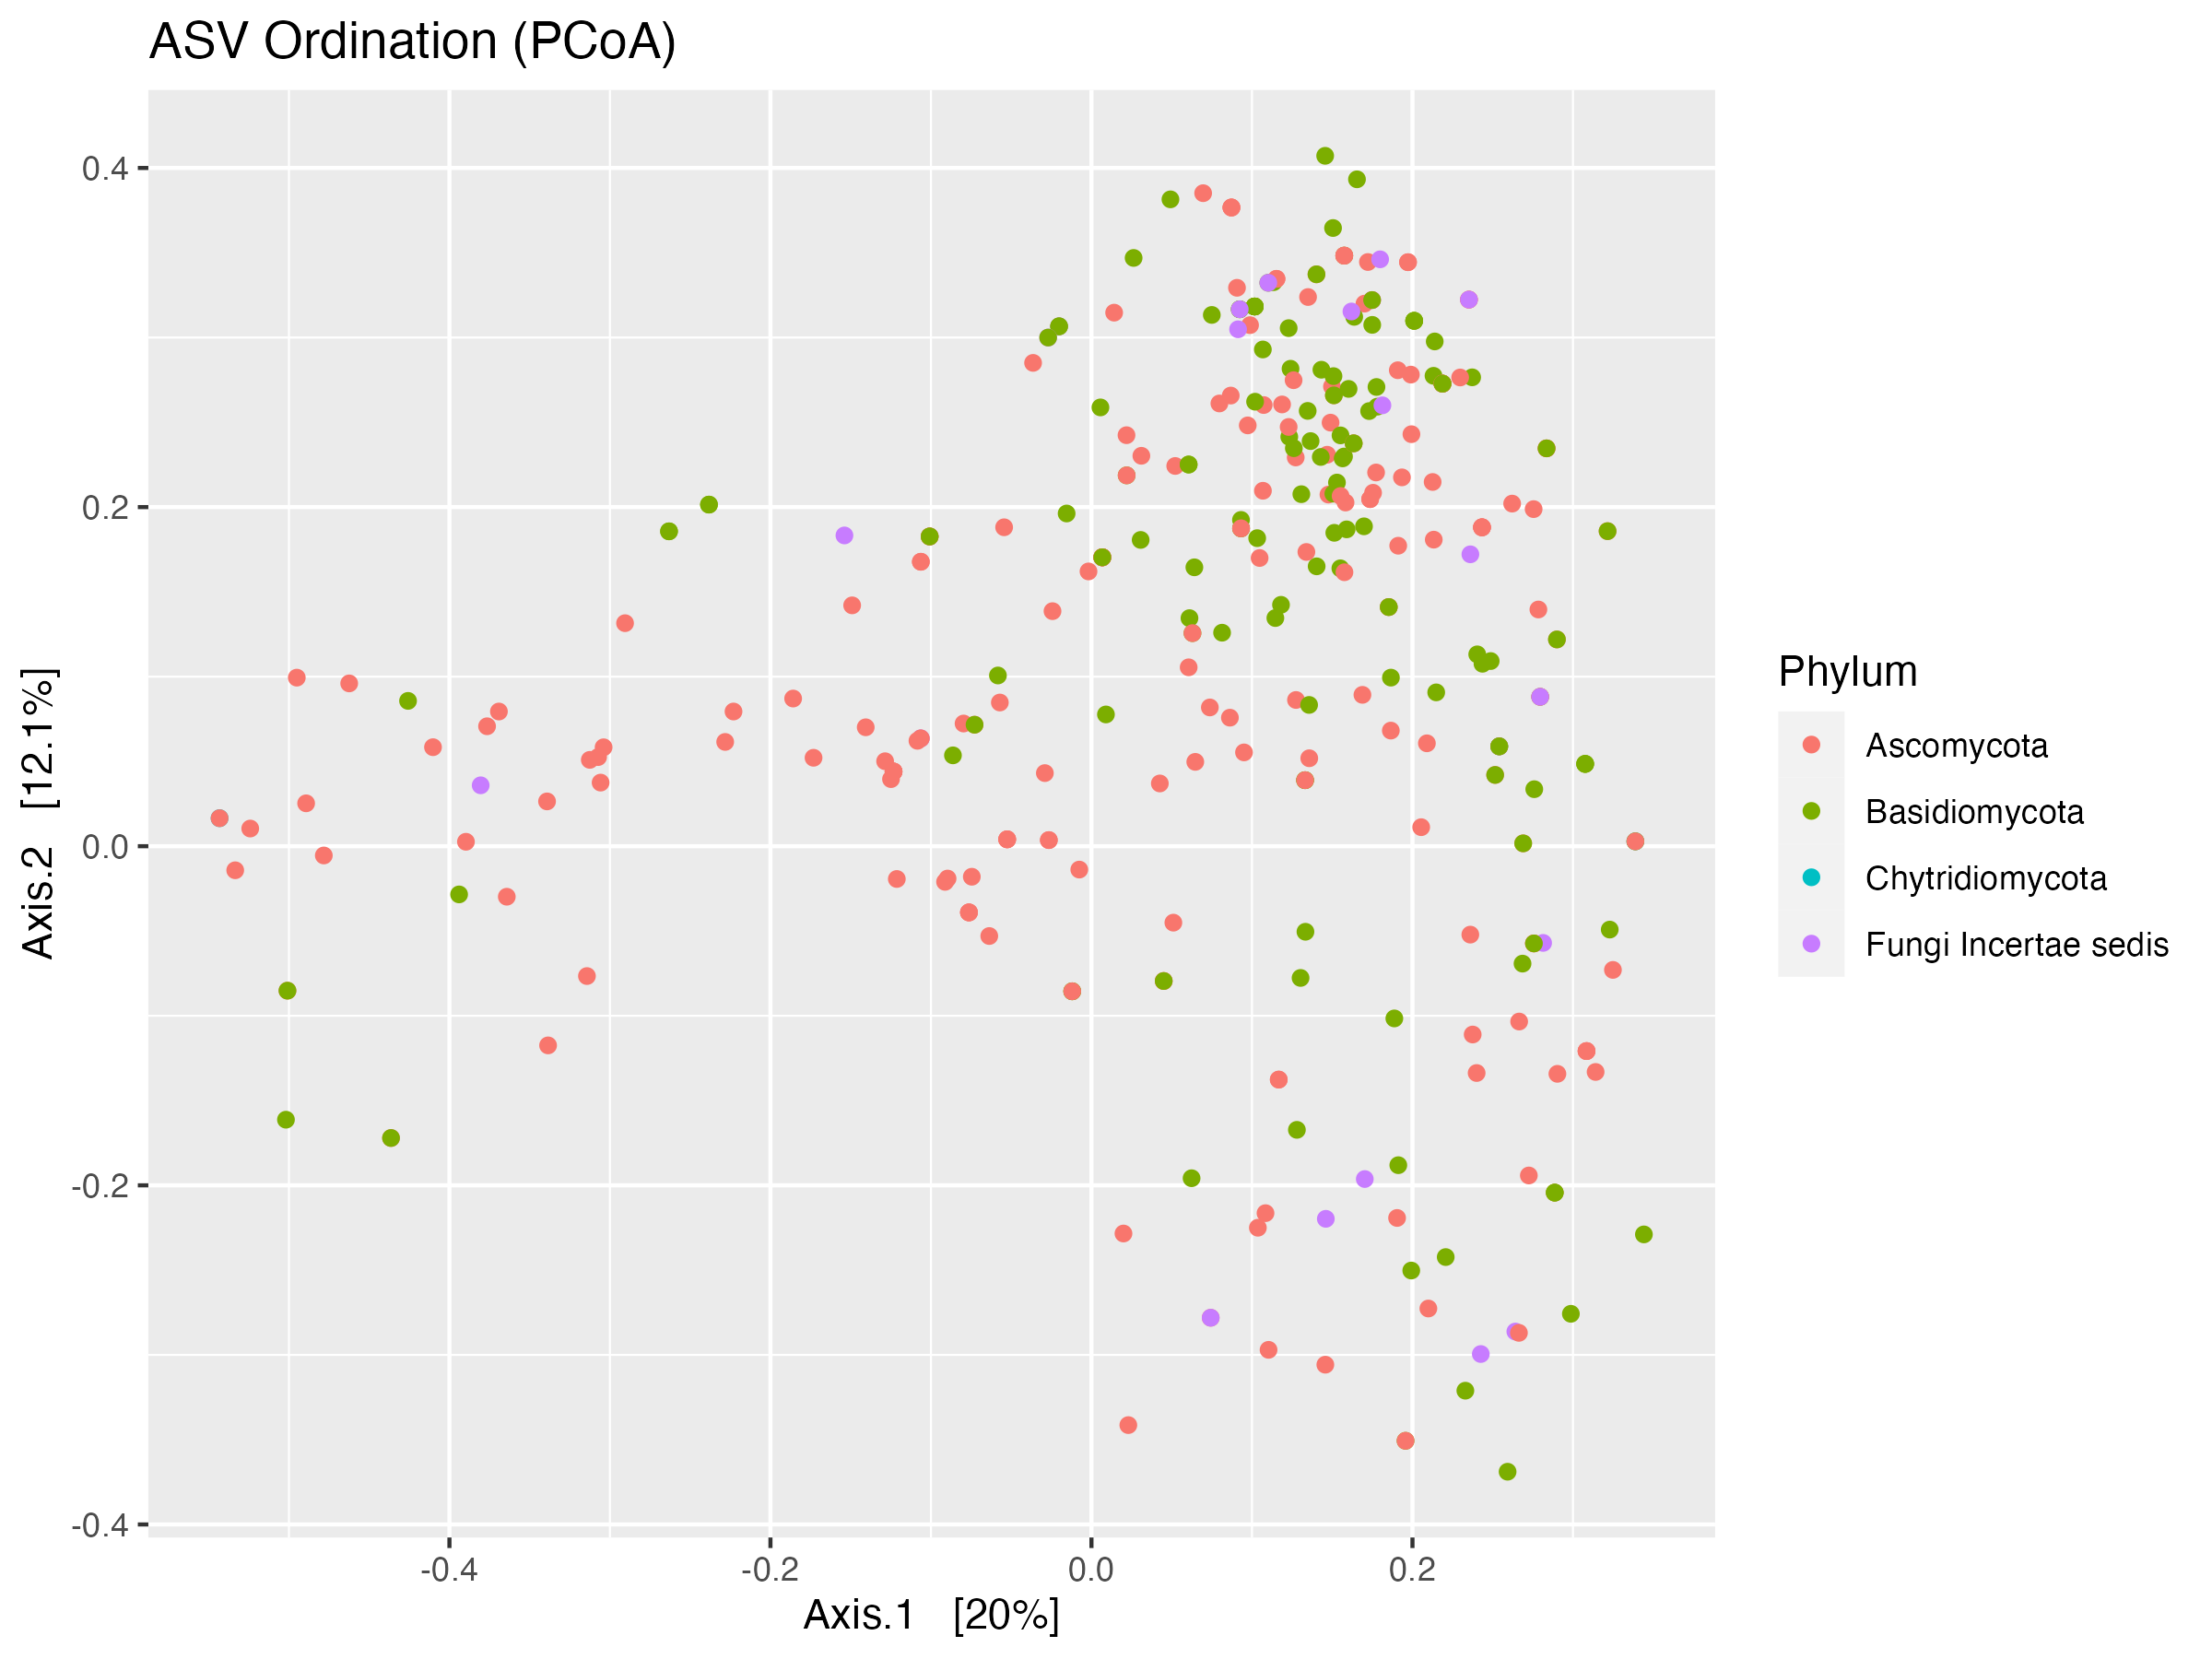 ASV Ordination (PCoA)
0.4
0.2
0.0
-0.2
-0.4
Axis.2 [12.1%]
-0.4
-0.2
0.0
0.2
Axis.1 [20%]
Phylum
Ascomycota
Basidiomycota
Chytridiomycota
Fungi Incertae sedis